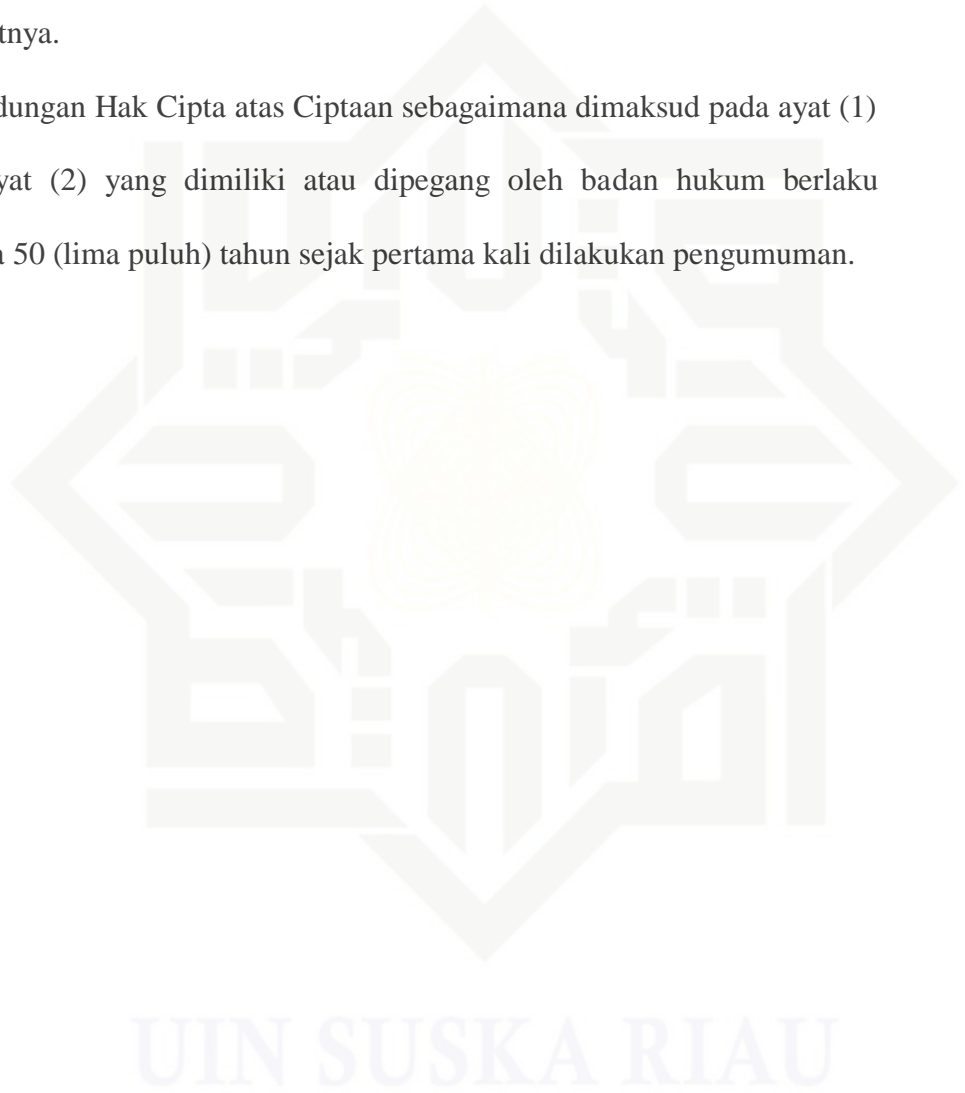 tnya.
dungan Hak Cipta atas Ciptaan sebagaimana dimaksud pada ayat (1)
yat (2) yang dimiliki atau dipegang oleh badan hukum berlaku
a 50 (lima puluh) tahun sejak pertama kali dilakukan pengumuman.
UIN SUSKA RIAU